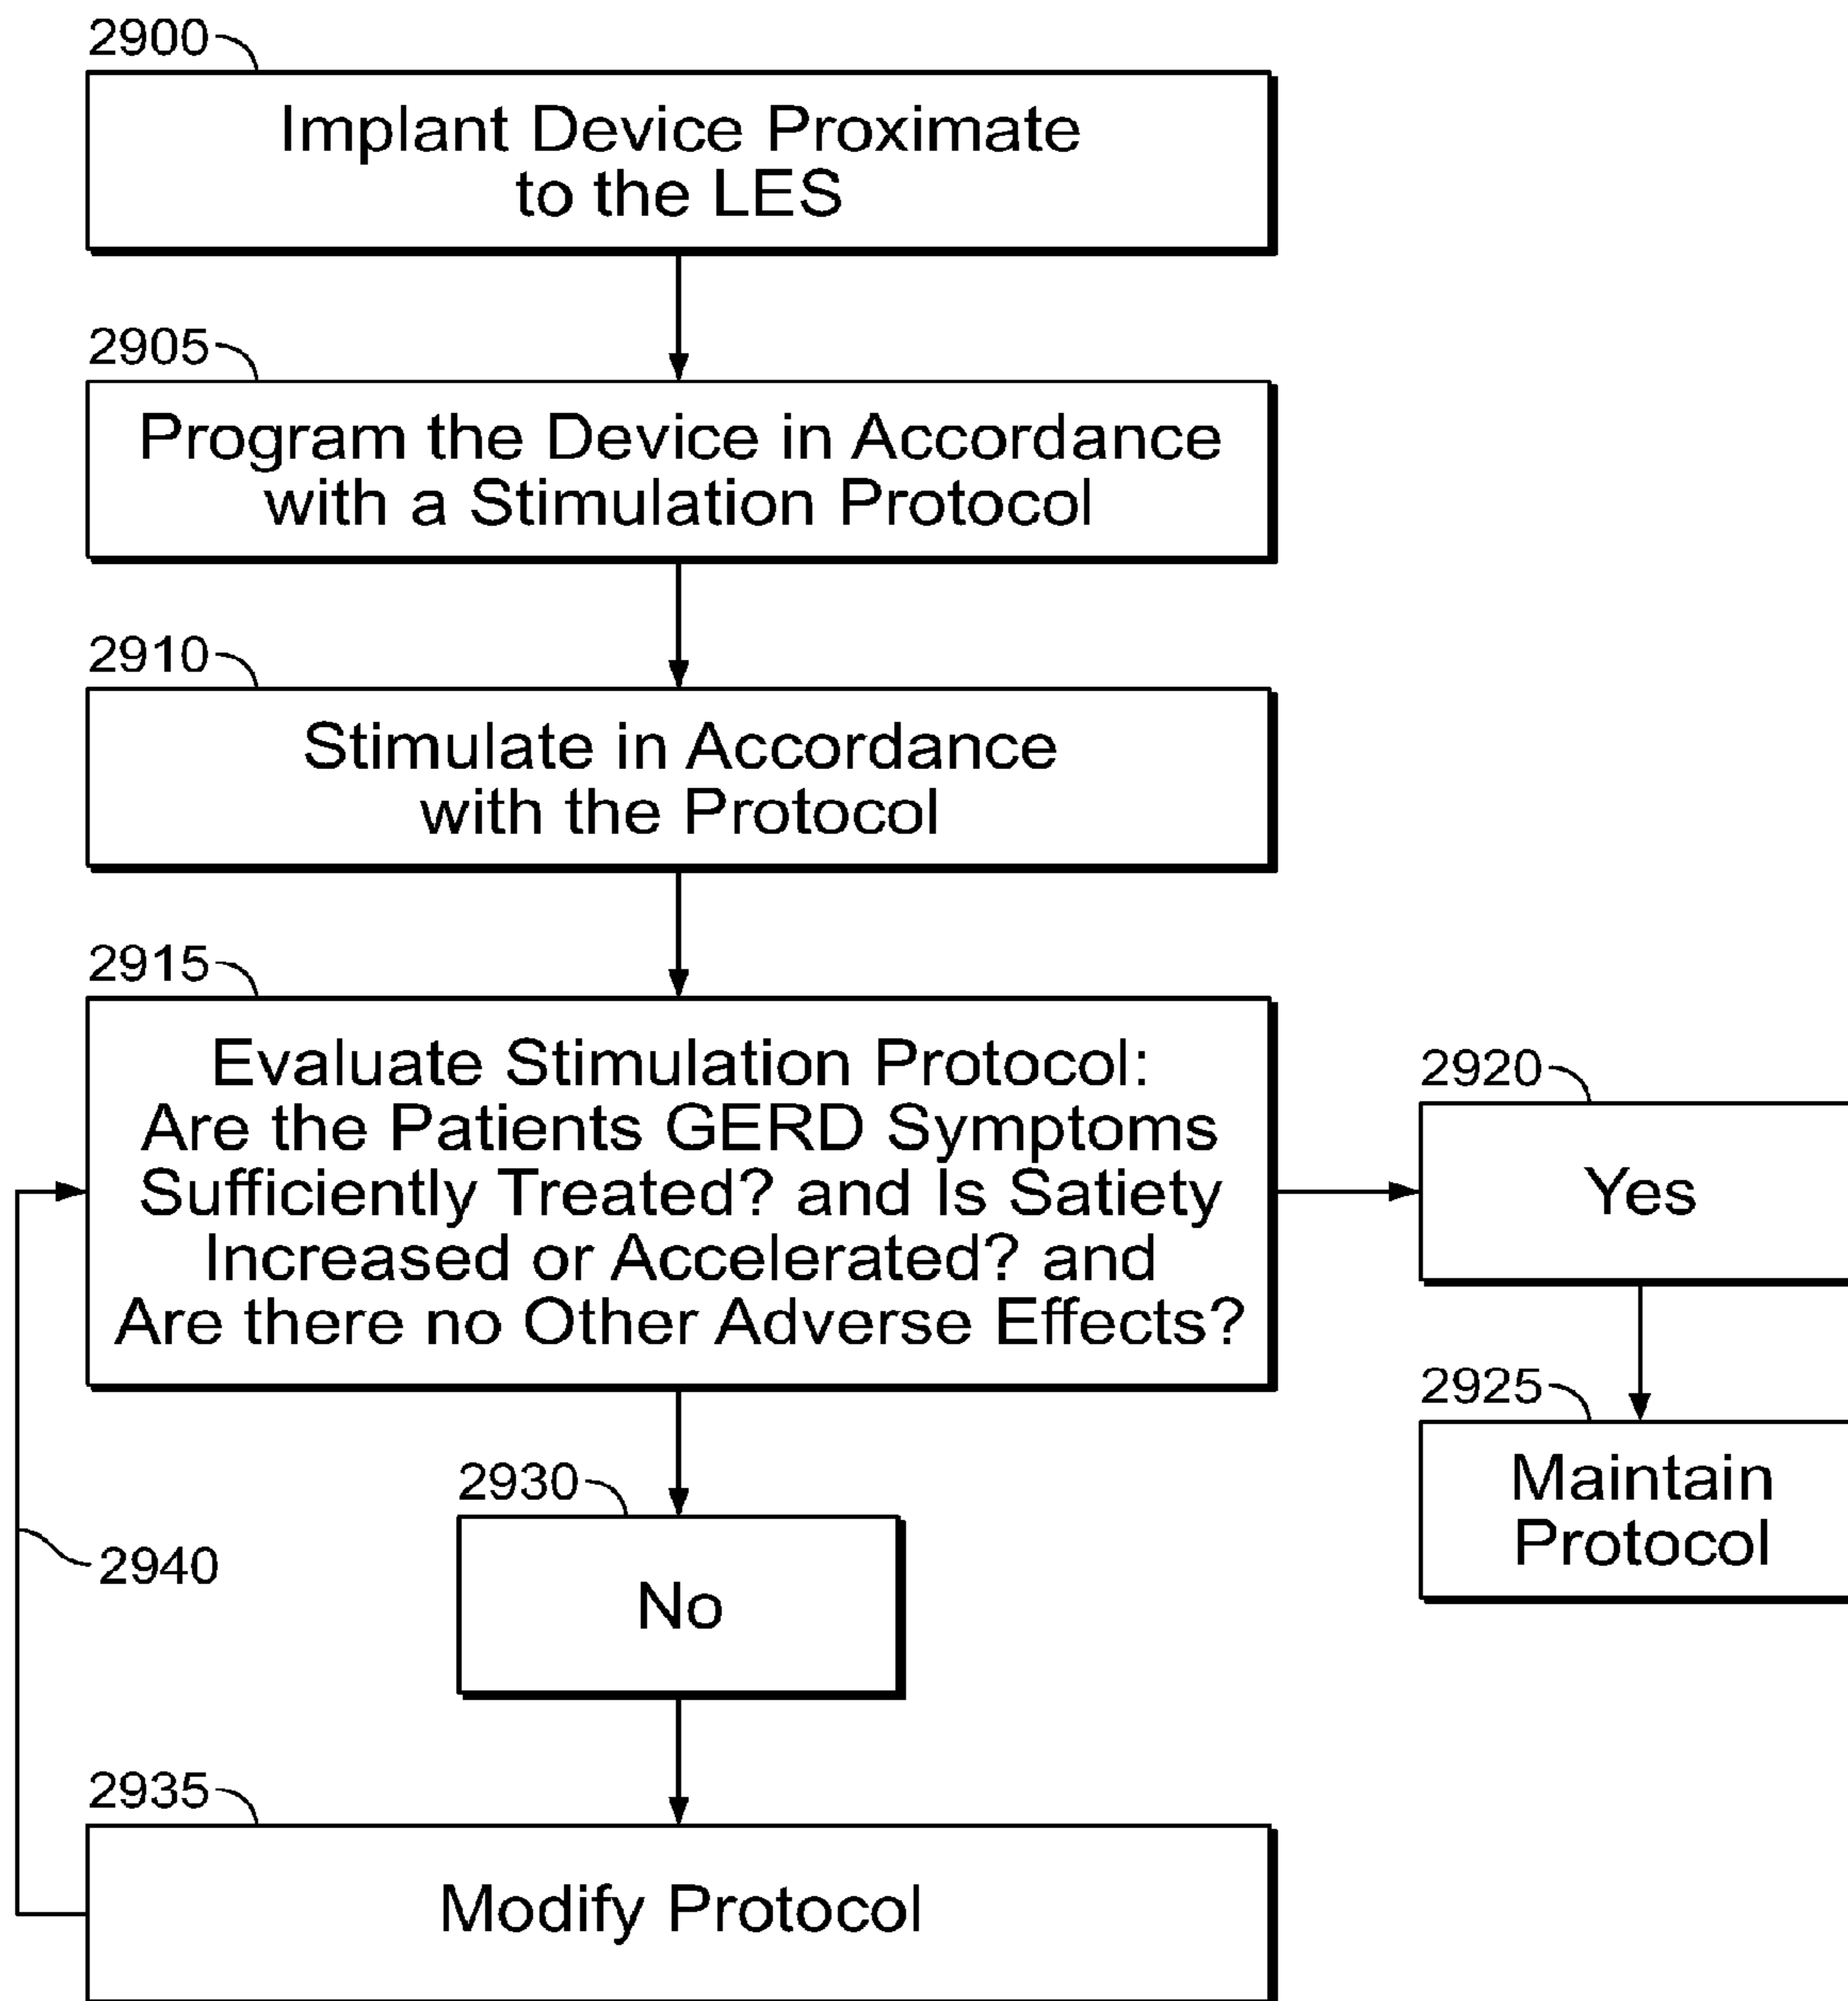 2900
Implant Device Proximate
to the LES
2905
Program the Device in Accordance
with a Stimulation Protocol
2910
Stimulate in Accordance
with the Protocol
2915
Evaluate Stimulation Protocol:
Are the Patients GERD Symptoms
Sufficiently Treated? and Is Satiety
Increased or Accelerated? and
Are there no Other Adverse Effects?
2920
Yes
2925
Maintain
Protocol
2930
No
2940
2935
Modify Protocol